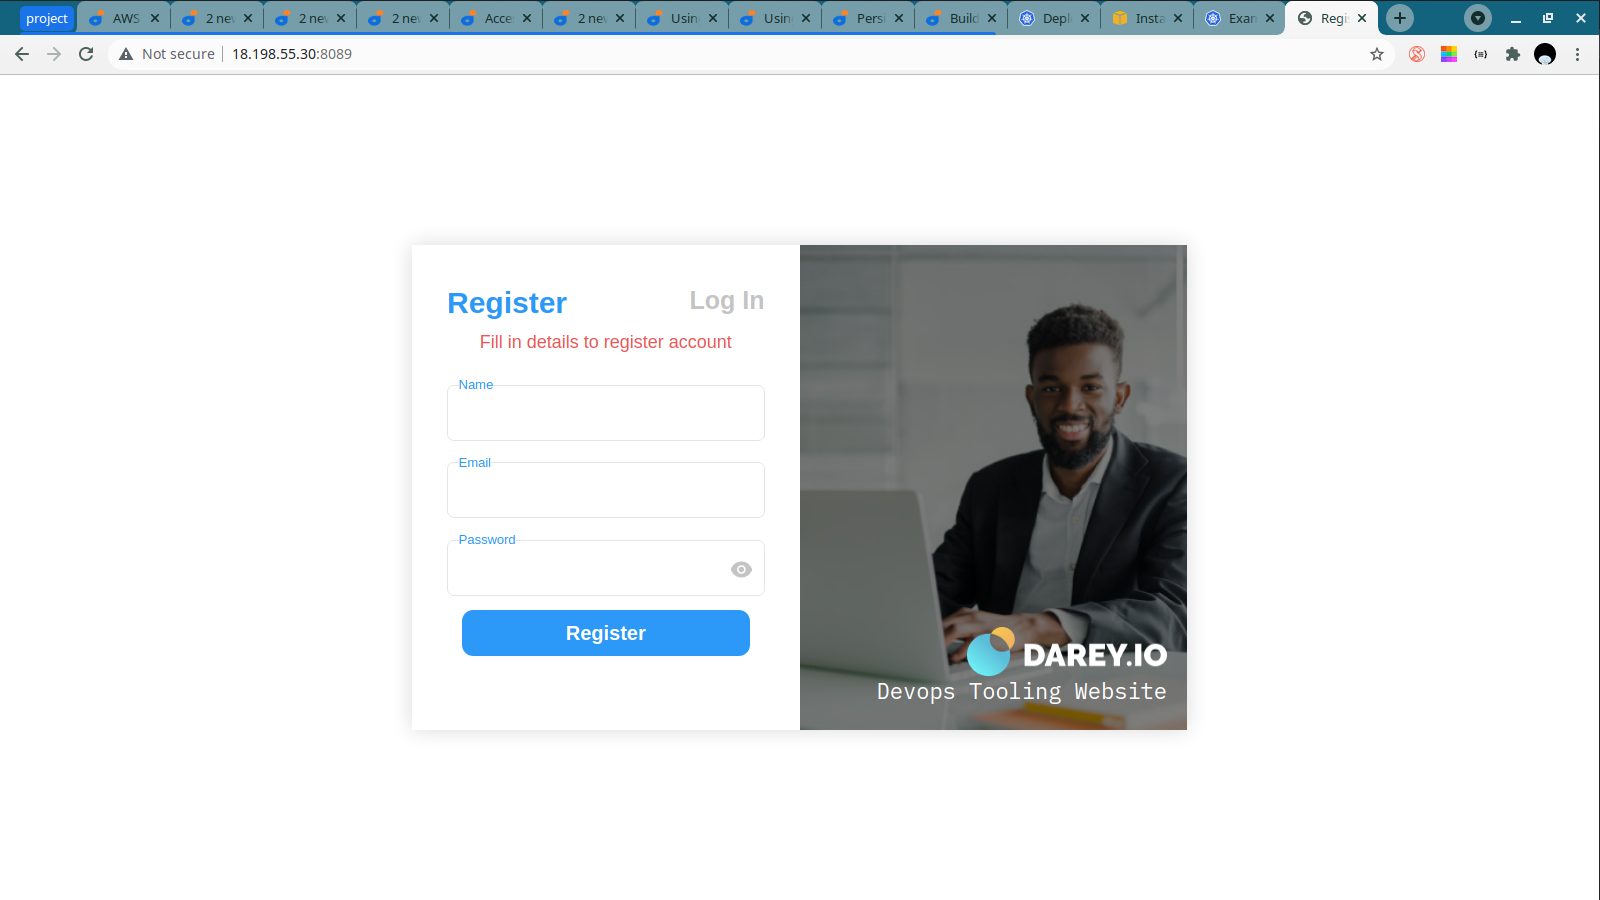 project
AWS
2 nev
2 nev
2 nev
Acce
2 nev
Usin
Usin
Persi
Build
Depl
Insta
Exan
Regi
Not secure
18.198.55.30:8089
Register
Log In
Fill in details to register account
Name
Email
Password
Register
DAREY.IO
Devops Tooling Website